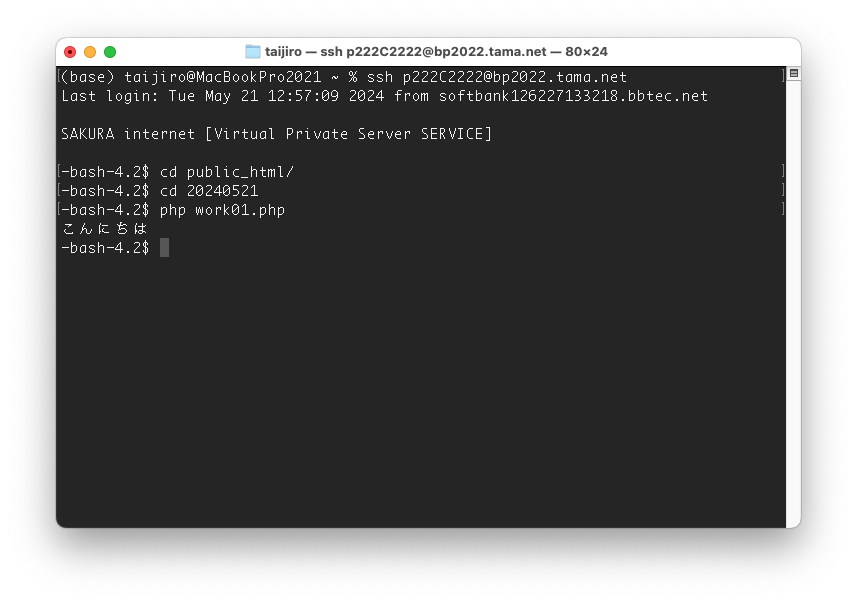 taijiro — ssh p222C2222@bp2022.tama.net — 80×24
[(base) taijiro@MacBookPro2021 ~ % ssh p222C2222@bp2022.tama.net ]
Last login: Tue May 21 12:57:09 2024 from softbank126227133218.bbtec.net
SAKURA internet [Virtual Private Server SERVICE]
[-bash-4.2$ cd public_html/ ]
[-bash-4.2$ cd 20240521 ]
[-bash-4.2$ php work01.php ]
こんにちは
-bash-4.2$